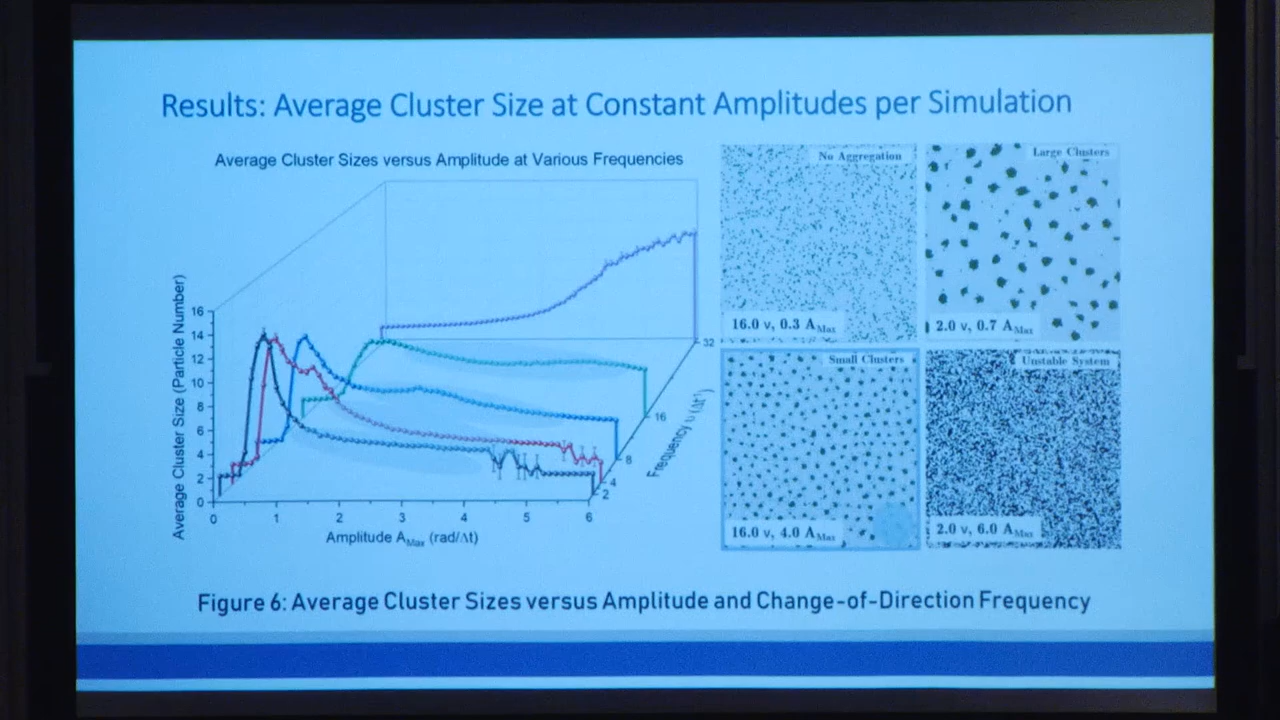 Results: Average Cluster Size at Constant Amplitudes per Simulation
Average Cluster Sizes versus Amplitude at Various Frequencies
Average Cluster Size (Particle Number)
16
14
12
10
8
6
4
2
0
0
1
2
3
4
5
6
Amplitude A_Max (rad/Δt)
2
4
8
16
32
Frequency υ (Δt)
No Aggregation
16.0 ν, 0.3 A_Max
Large Clusters
2.0 ν, 0.7 A_Max
Small Clusters
16.0 ν, 4.0 A_Max
Unstable System
2.0 ν, 6.0 A_Max
Figure 6: Average Cluster Sizes versus Amplitude and Change-of-Direction Frequency